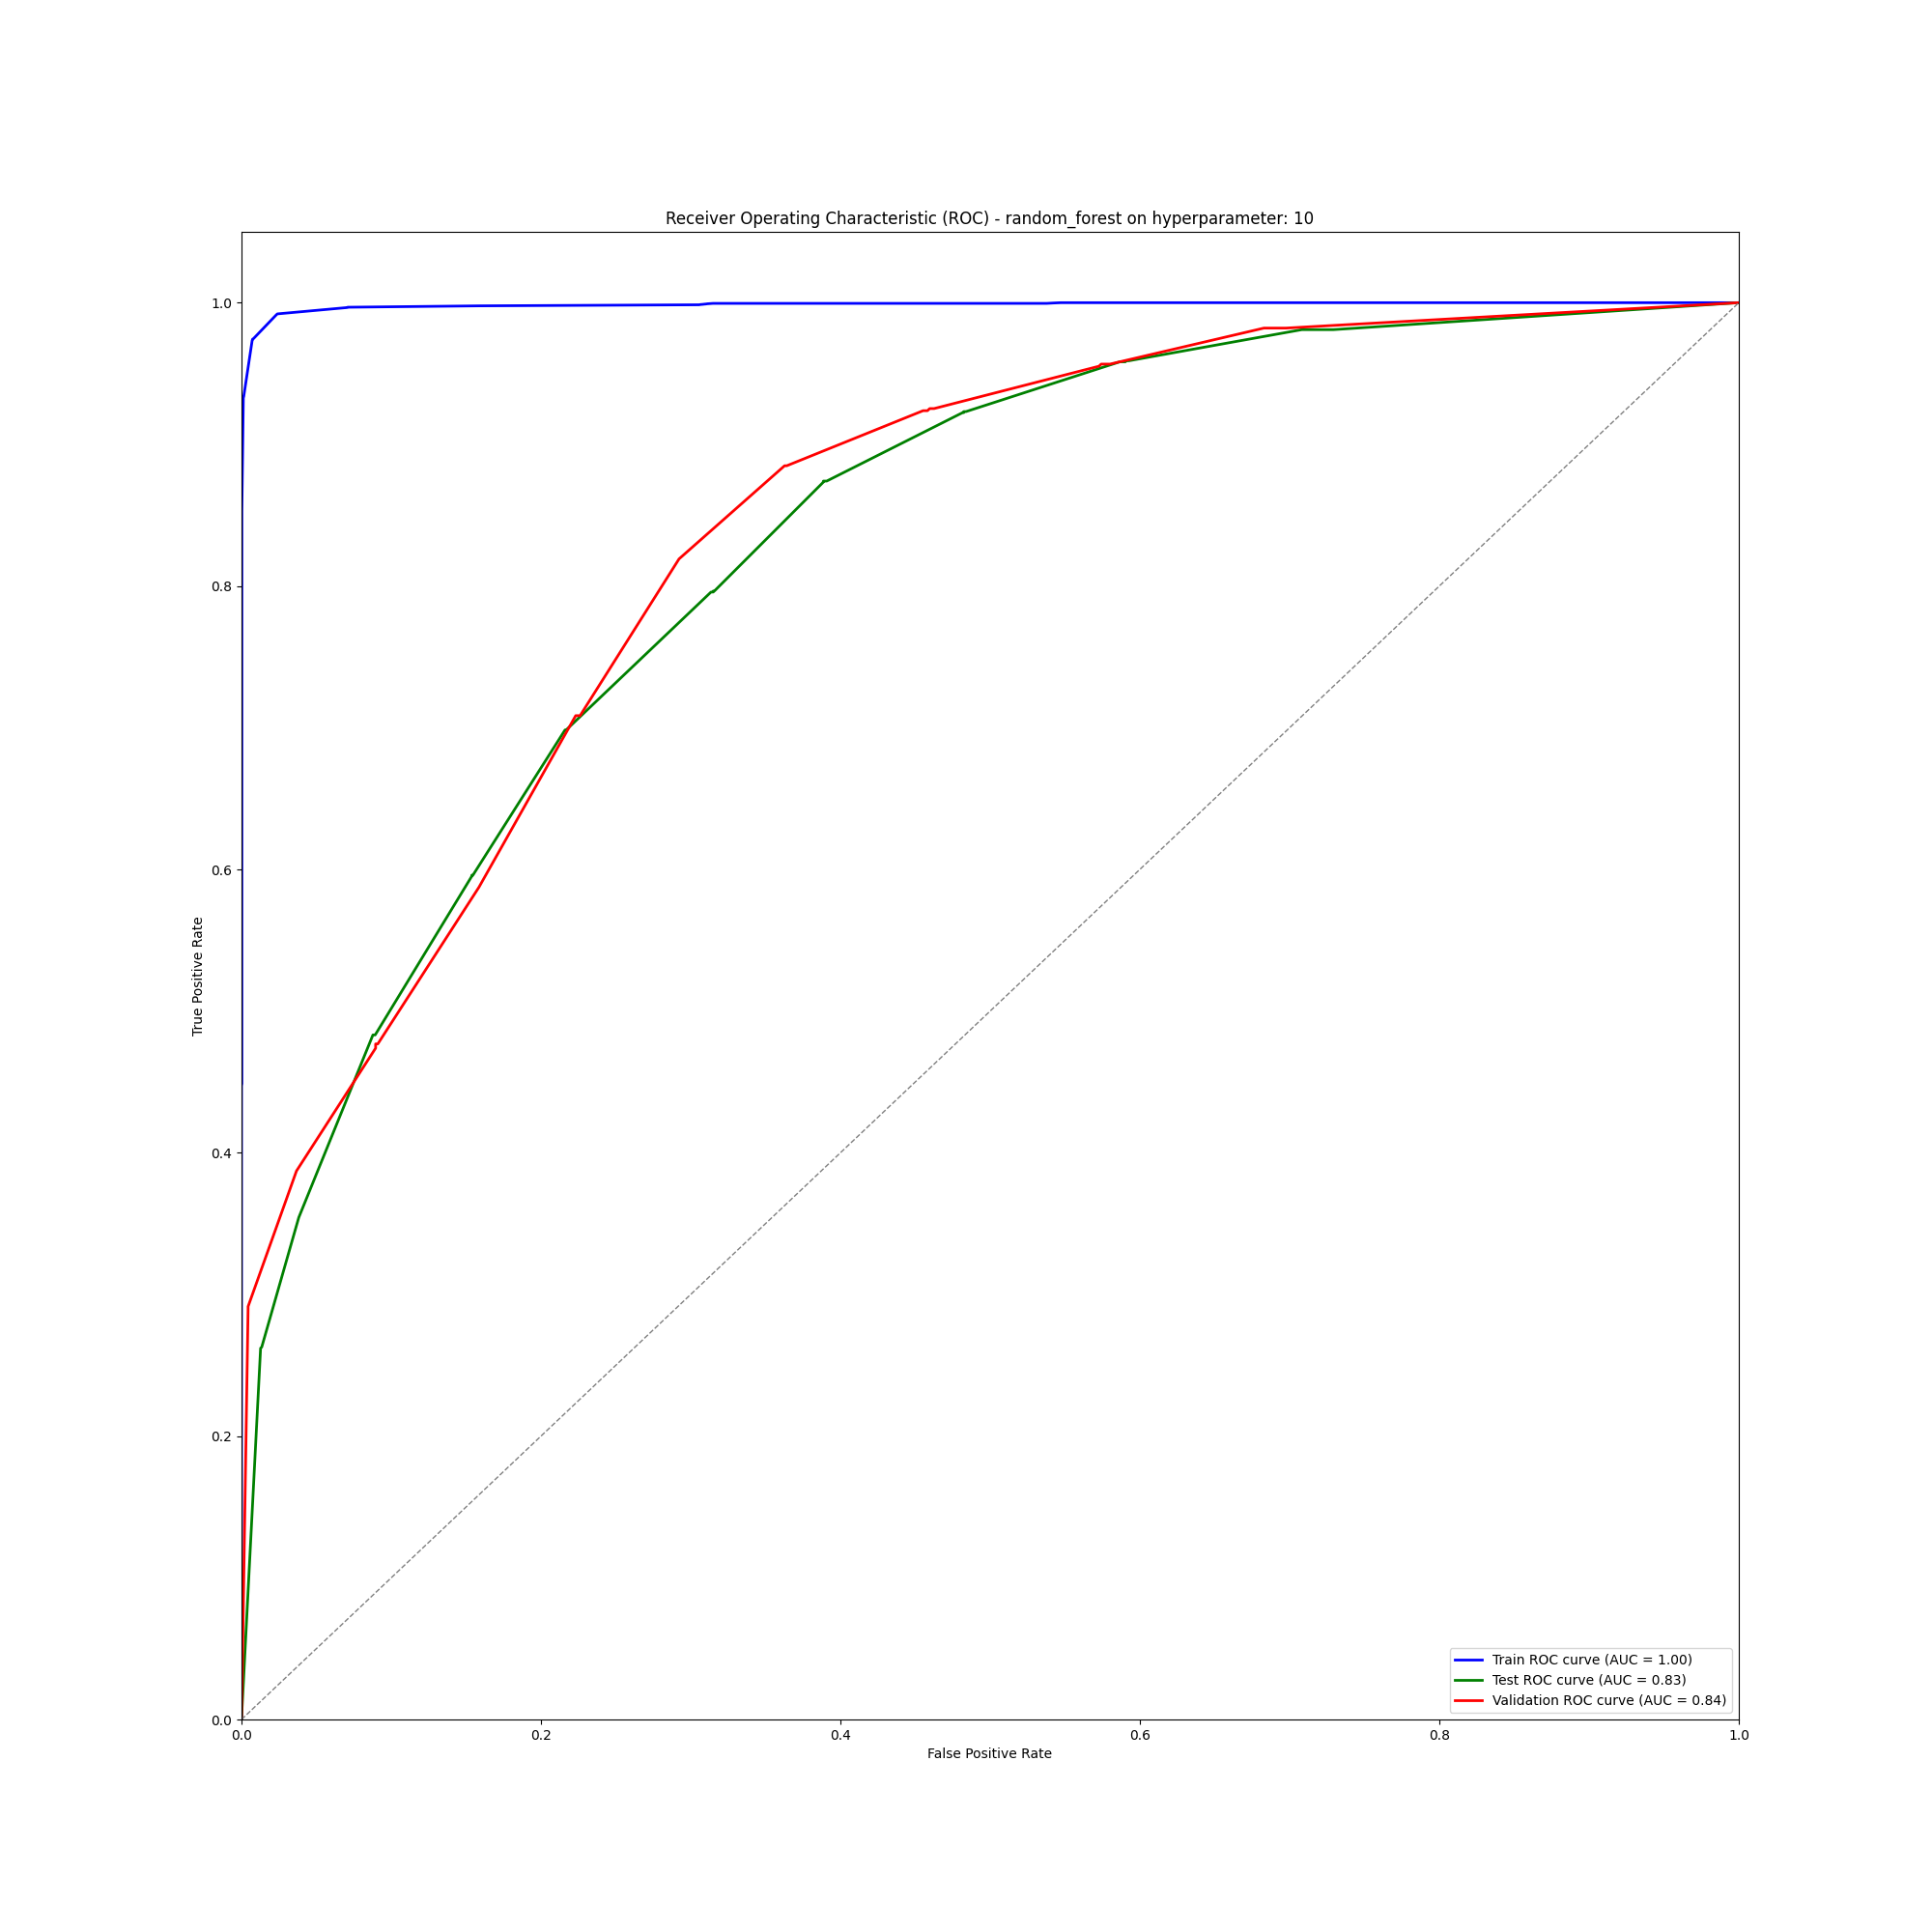 Receiver Operating Characteristic (ROC) - random_forest on hyperparameter: 10
True Positive Rate
1.0
0.8
0.6
0.4
0.2
0.0
0.0 0.2 0.4 0.6 0.8 1.0
False Positive Rate
Train ROC curve (AUC = 1.00)
Test ROC curve (AUC = 0.83)
Validation ROC curve (AUC = 0.84)